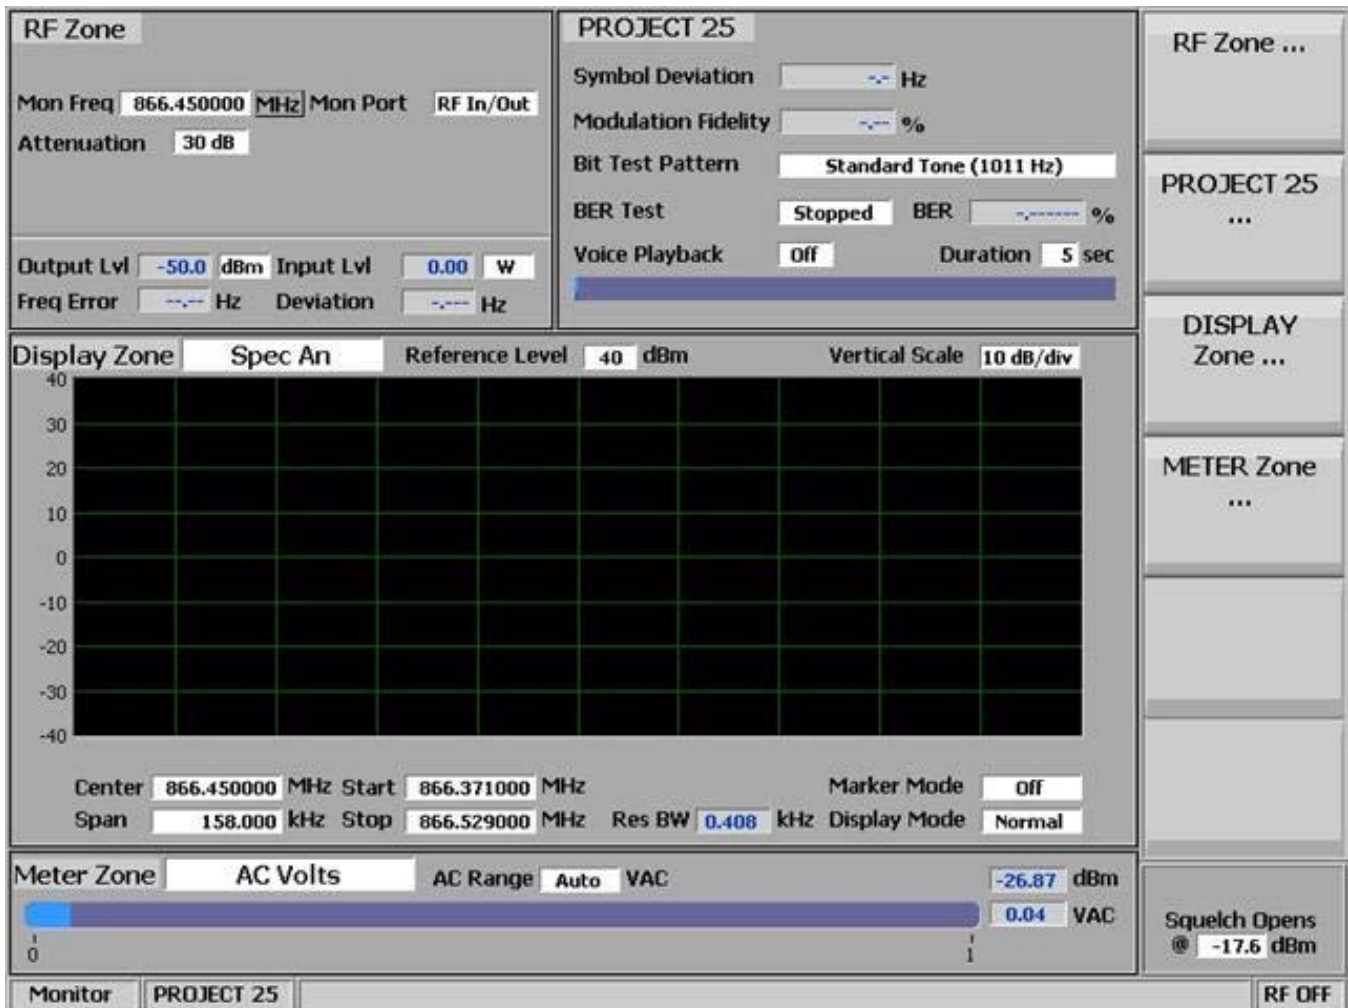 RF Zone
Mon Freq 866.450000 MHz Mon Port RF In/Out
Attenuation 30 dB
Output Lvl -50.0 dBm Input Lvl 0.00 W
Freq Error --.-- Hz Deviation -.--- Hz
PROJECT 25
Symbol Deviation -.- Hz
Modulation Fidelity -.-- %
Bit Test Pattern Standard Tone (1011 Hz)
BER Test Stopped BER -.------ %
Voice Playback Off Duration 5 sec
Display Zone Spec An Reference Level 40 dBm Vertical Scale 10 dB/div
40
30
20
10
0
-10
-20
-30
-40
Center 866.450000 MHz Start 866.371000 MHz Marker Mode Off
Span 158.000 kHz Stop 866.529000 MHz Res BW 0.408 kHz Display Mode Normal
Meter Zone AC Volts AC Range Auto VAC -26.87 dBm
0.04 VAC
0 1
RF Zone ...
PROJECT 25
...
DISPLAY
Zone ...
METER Zone
...
Squelch Opens
@ -17.6 dBm
Monitor PROJECT 25 RF OFF